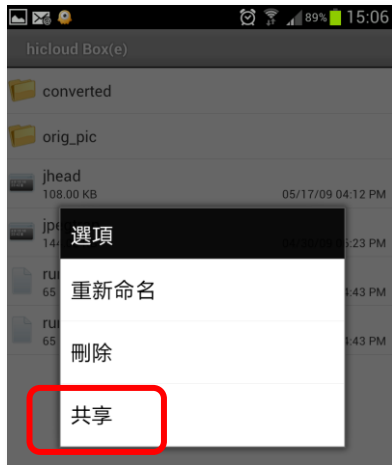 89% 15:06
hicloud Box(e)
converted
orig_pic
jhead
108.00 KB 05/17/09 04:12 PM
選項
重新命名
刪除
共享